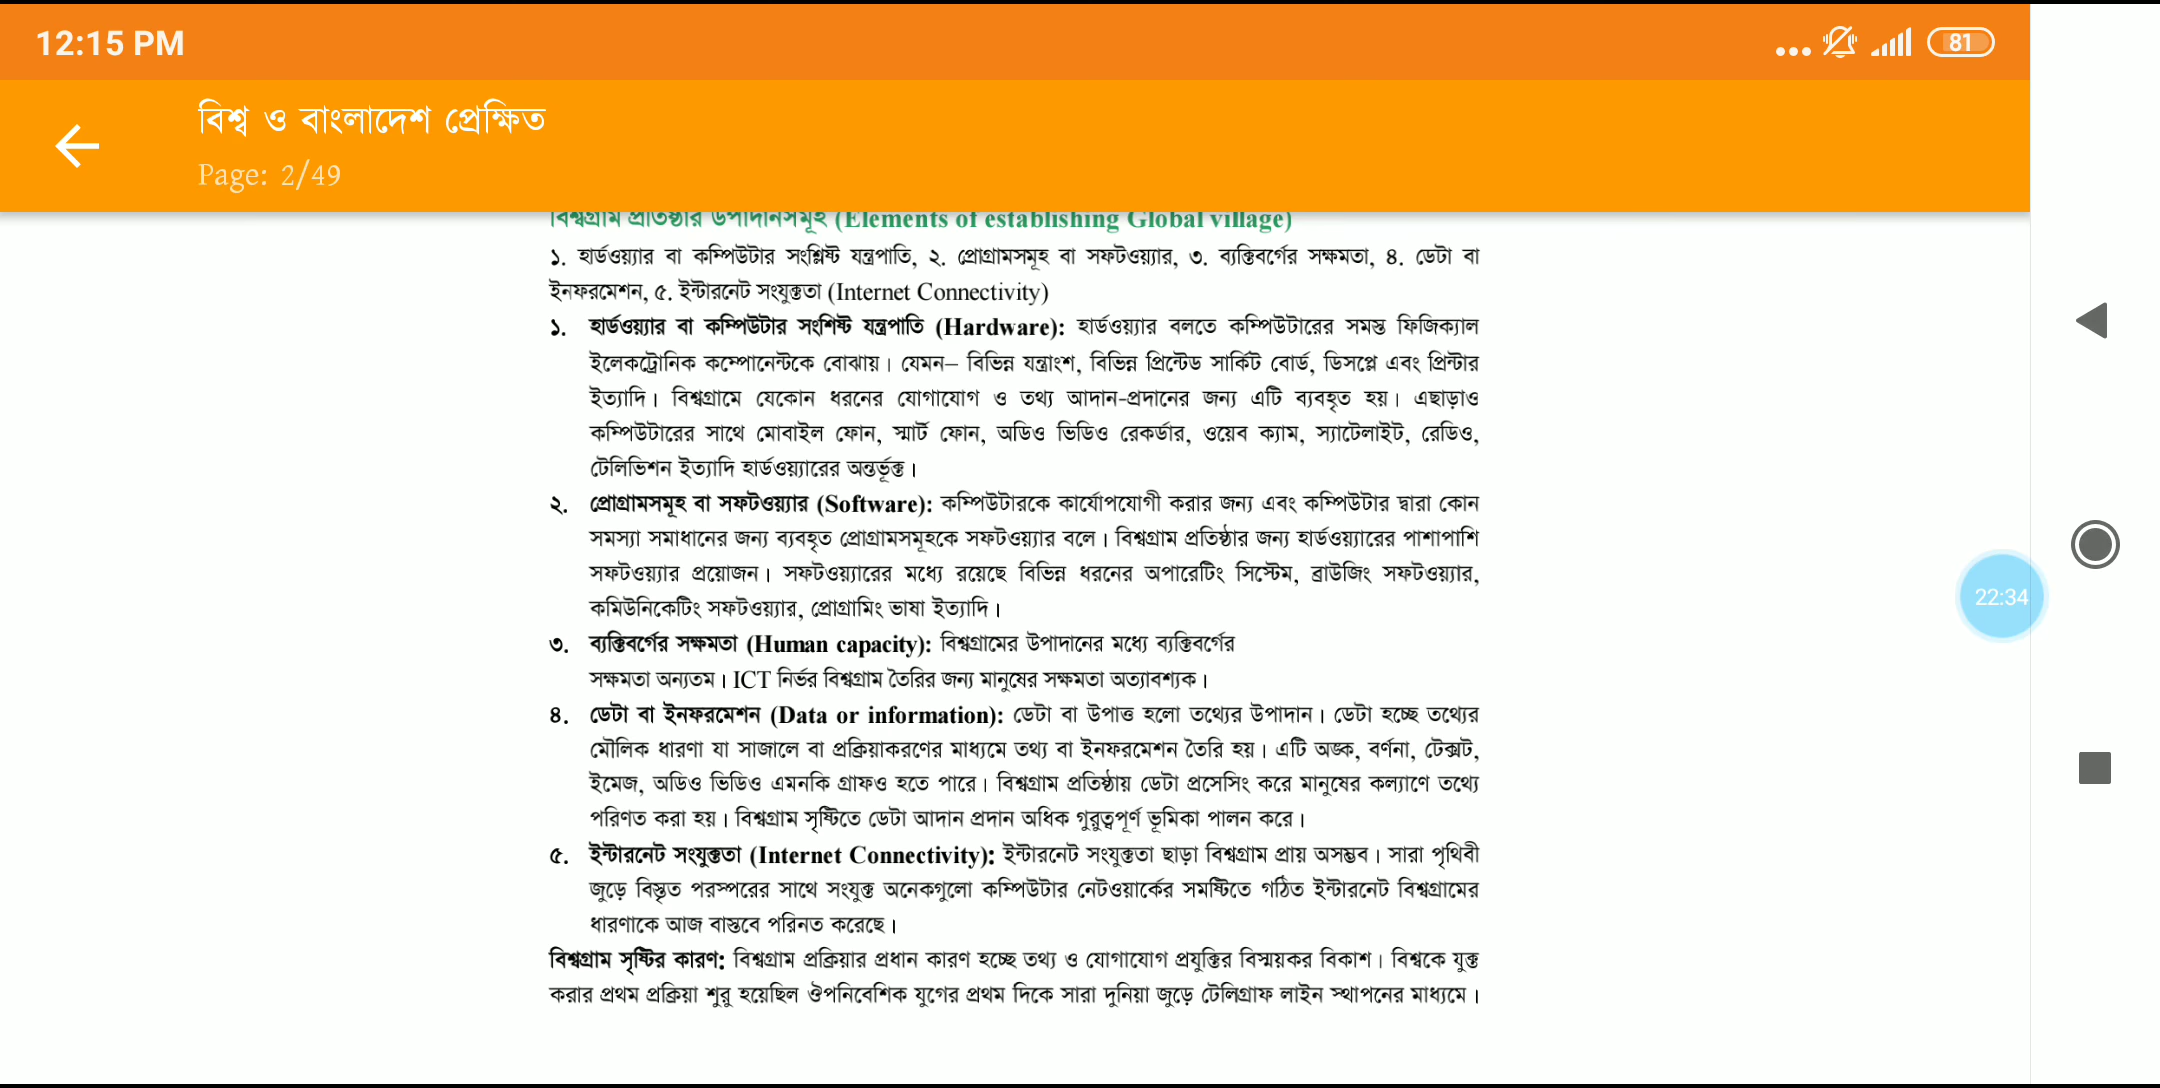 12:15 PM
81
বিশ্ব ও বাংলাদেশ প্রেক্ষিত
Page: 2/49
বিশ্বগ্রাম প্রতিষ্ঠার উপাদানসমূহ (Elements of establishing Global village)
১. হার্ডওয়্যার বা কম্পিউটার সংশ্লিষ্ট যন্ত্রপাতি, ২. প্রোগ্রামসমূহ বা সফটওয়্যার, ৩. ব্যক্তিবর্গের সক্ষমতা, ৪. ডেটা বা
ইনফরমেশন, ৫. ইন্টারনেট সংযুক্ততা (Internet Connectivity)
১. হার্ডওয়্যার বা কম্পিউটার সংশিষ্ট যন্ত্রপাতি (Hardware): হার্ডওয়্যার বলতে কম্পিউটারের সমস্ত ফিজিক্যাল
ইলেকট্রোনিক কম্পোনেন্টকে বোঝায়। যেমন– বিভিন্ন যন্ত্রাংশ, বিভিন্ন প্রিন্টেড সার্কিট বোর্ড, ডিসপ্লে এবং প্রিন্টার
ইত্যাদি। বিশ্বগ্রামে যেকোন ধরনের যোগাযোগ ও তথ্য আদান-প্রদানের জন্য এটি ব্যবহৃত হয়। এছাড়াও
কম্পিউটারের সাথে মোবাইল ফোন, স্মার্ট ফোন, অডিও ভিডিও রেকর্ডার, ওয়েব ক্যাম, স্যাটেলাইট, রেডিও,
টেলিভিশন ইত্যাদি হার্ডওয়্যারের অন্তর্ভূক্ত।
২. প্রোগ্রামসমূহ বা সফটওয়্যার (Software): কম্পিউটারকে কার্যোপযোগী করার জন্য এবং কম্পিউটার দ্বারা কোন
সমস্যা সমাধানের জন্য ব্যবহৃত প্রোগ্রামসমূহকে সফটওয়্যার বলে। বিশ্বগ্রাম প্রতিষ্ঠার জন্য হার্ডওয়্যারের পাশাপাশি
সফটওয়্যার প্রয়োজন। সফটওয়্যারের মধ্যে রয়েছে বিভিন্ন ধরনের অপারেটিং সিস্টেম, ব্রাউজিং সফটওয়্যার,
কমিউনিকেটিং সফটওয়্যার, প্রোগ্রামিং ভাষা ইত্যাদি।
22:34
৩. ব্যক্তিবর্গের সক্ষমতা (Human capacity): বিশ্বগ্রামের উপাদানের মধ্যে ব্যক্তিবর্গের
সক্ষমতা অন্যতম। ICT নির্ভর বিশ্বগ্রাম তৈরির জন্য মানুষের সক্ষমতা অত্যাবশ্যক।
৪. ডেটা বা ইনফরমেশন (Data or information): ডেটা বা উপাত্ত হলো তথ্যের উপাদান। ডেটা হচ্ছে তথ্যের
মৌলিক ধারণা যা সাজালে বা প্রক্রিয়াকরণের মাধ্যমে তথ্য বা ইনফরমেশন তৈরি হয়। এটি অঙ্ক, বর্ণনা, টেক্সট,
ইমেজ, অডিও ভিডিও এমনকি গ্রাফও হতে পারে। বিশ্বগ্রাম প্রতিষ্ঠায় ডেটা প্রসেসিং করে মানুষের কল্যাণে তথ্যে
পরিণত করা হয়। বিশ্বগ্রাম সৃষ্টিতে ডেটা আদান প্রদান অধিক গুরুত্বপূর্ণ ভূমিকা পালন করে।
৫. ইন্টারনেট সংযুক্ততা (Internet Connectivity): ইন্টারনেট সংযুক্ততা ছাড়া বিশ্বগ্রাম প্রায় অসম্ভব। সারা পৃথিবী
জুড়ে বিস্তৃত পরস্পরের সাথে সংযুক্ত অনেকগুলো কম্পিউটার নেটওয়ার্কের সমষ্টিতে গঠিত ইন্টারনেট বিশ্বগ্রামের
ধারণাকে আজ বাস্তবে পরিনত করেছে।
বিশ্বগ্রাম সৃষ্টির কারণ: বিশ্বগ্রাম প্রক্রিয়ার প্রধান কারণ হচ্ছে তথ্য ও যোগাযোগ প্রযুক্তির বিস্ময়কর বিকাশ। বিশ্বকে যুক্ত
করার প্রথম প্রক্রিয়া শুরু হয়েছিল ঔপনিবেশিক যুগের প্রথম দিকে সারা দুনিয়া জুড়ে টেলিগ্রাফ লাইন স্থাপনের মাধ্যমে।